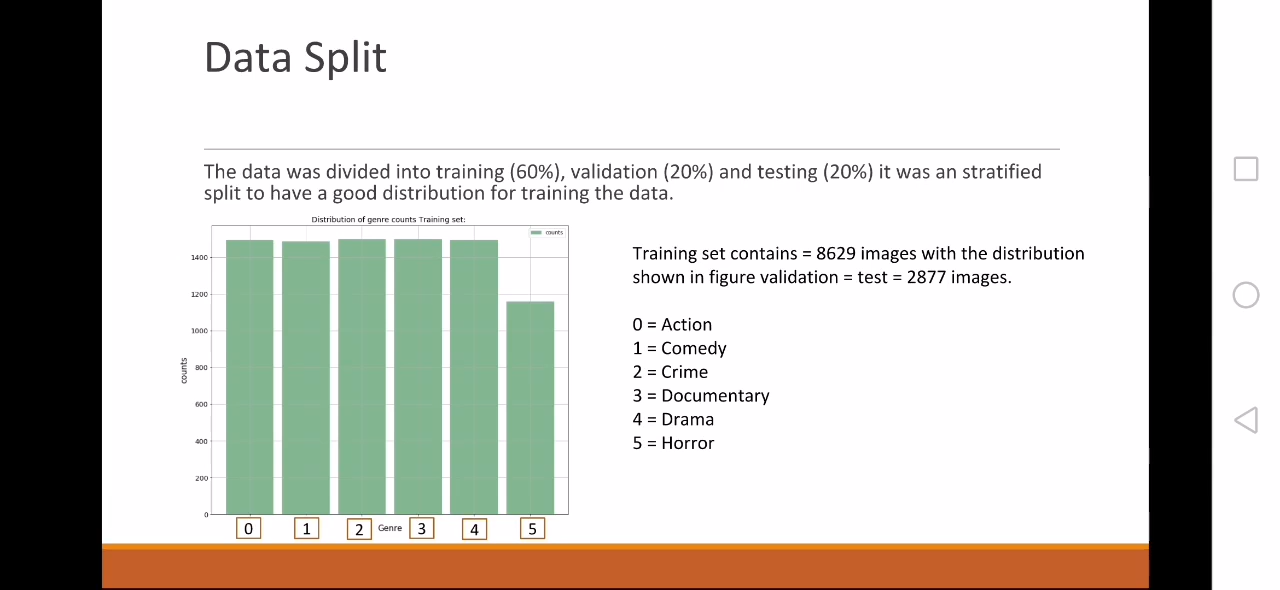 Data Split
The data was divided into training (60%), validation (20%) and testing (20%) it was an stratified
split to have a good distribution for training the data.
Distribution of genre counts Training set:
counts
1400
1200
1000
800
600
400
200
0
counts
0 1 2 Genre 3 4 5
Training set contains = 8629 images with the distribution
shown in figure validation = test = 2877 images.
0 = Action
1 = Comedy
2 = Crime
3 = Documentary
4 = Drama
5 = Horror